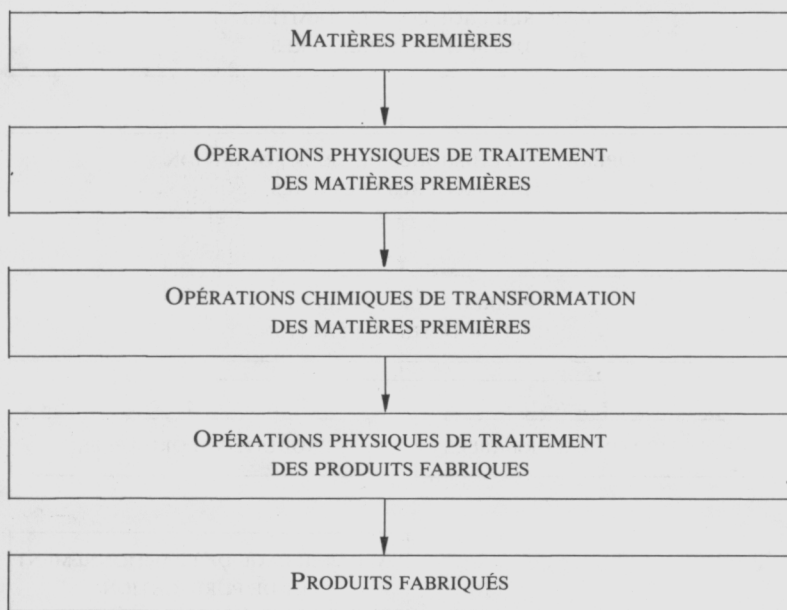 MATIÈRES PREMIÈRES
OPÉRATIONS PHYSIQUES DE TRAITEMENT
DES MATIÈRES PREMIÈRES
OPÉRATIONS CHIMIQUES DE TRANSFORMATION
DES MATIÈRES PREMIÈRES
OPÉRATIONS PHYSIQUES DE TRAITEMENT
DES PRODUITS FABRIQUES
PRODUITS FABRIQUÉS